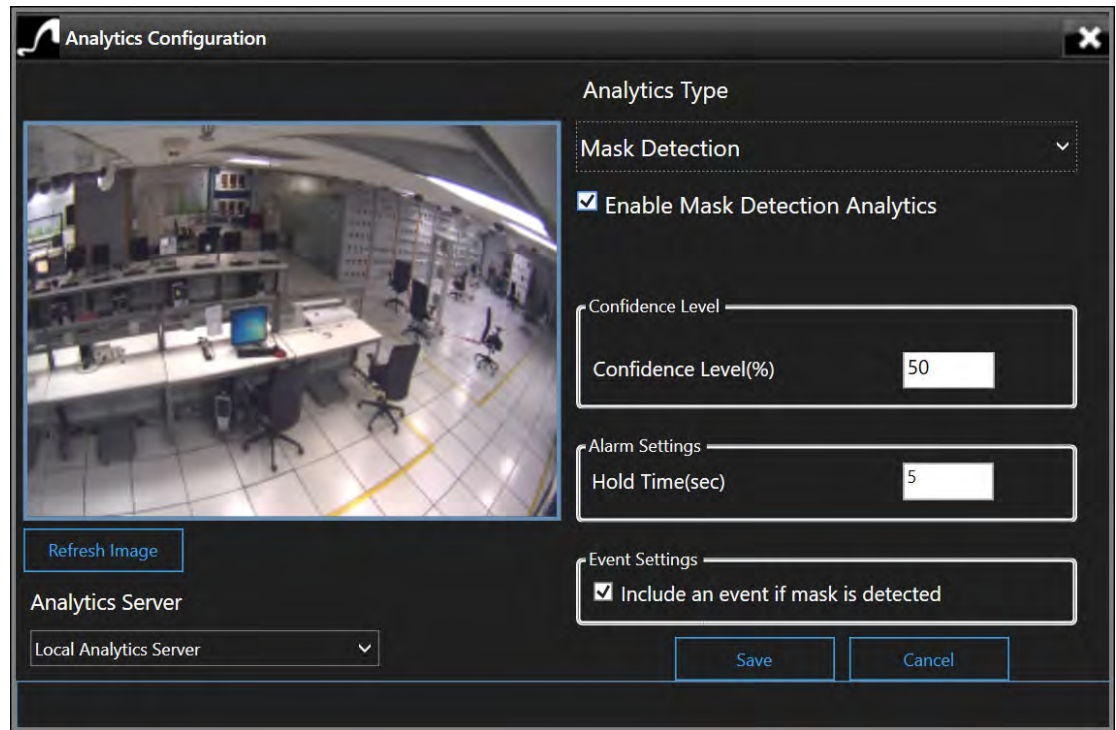 Analytics Configuration
Analytics Type
Mask Detection
Enable Mask Detection Analytics
Confidence Level
Confidence Level(%)
50
Alarm Settings
Hold Time(sec)
5
Event Settings
Include an event if mask is detected
Refresh Image
Analytics Server
Local Analytics Server
Save
Cancel